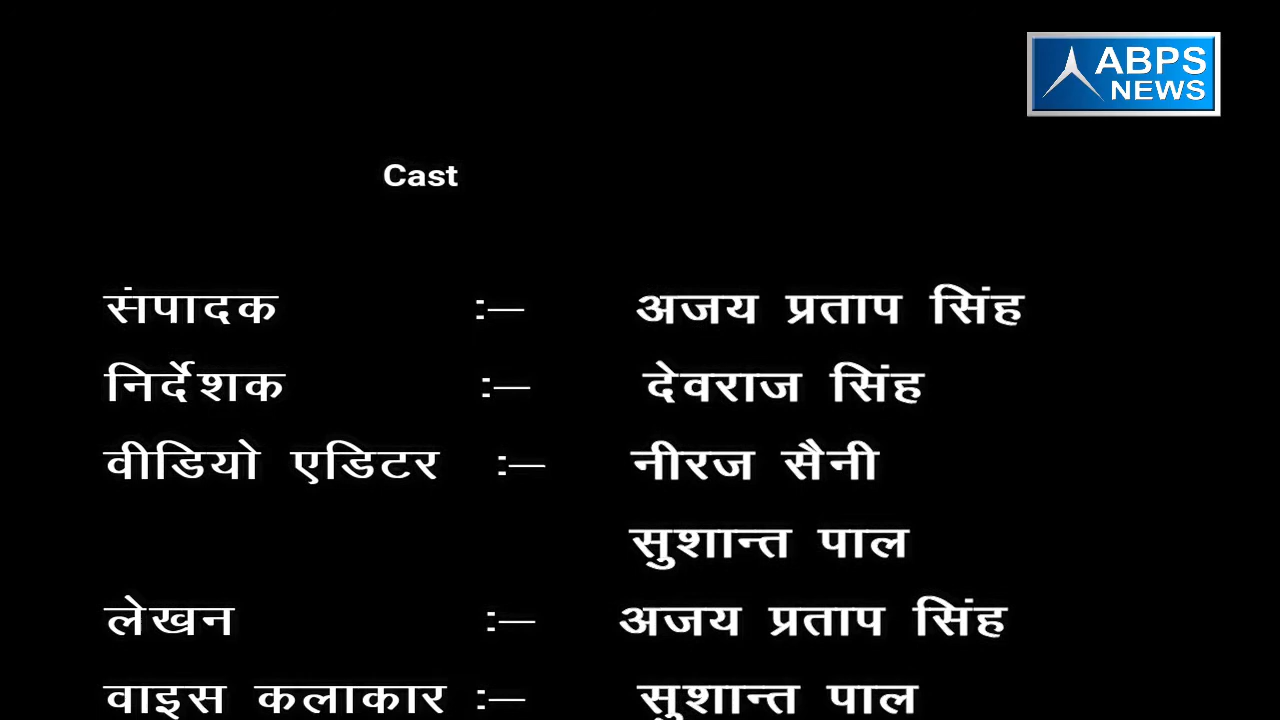 ABPS
NEWS
Cast
संपादक :— अजय प्रताप सिंह
निर्देशक :— देवराज सिंह
वीडियो एडिटर :— नीरज सैनी
सुशान्त पाल
लेखन :— अजय प्रताप सिंह
वाइस कलाकार :— सुशान्त पाल